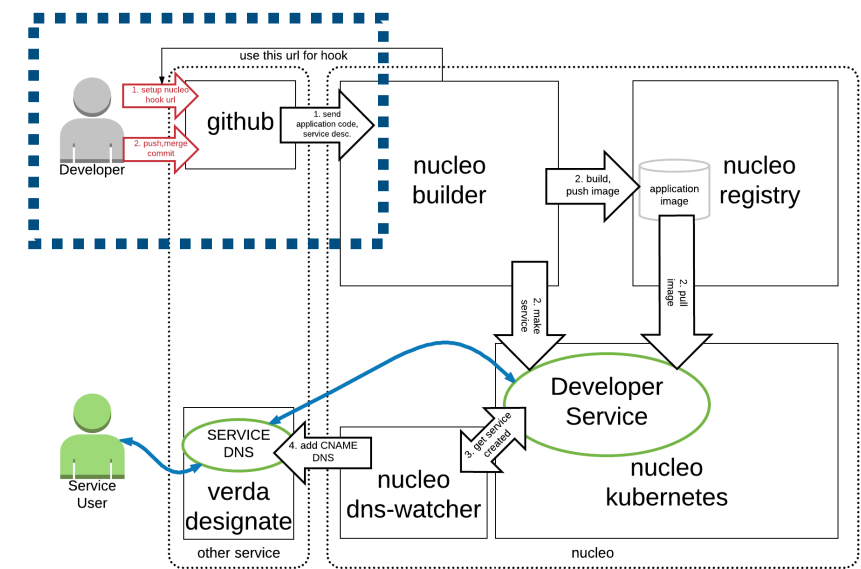 use this url for hook
1. setup nucleo
hook url
2. push,merge
commit
Developer
github
1. send
application code,
service desc.
nucleo
builder
2. build,
push image
application
image
nucleo
registry
2. make
service
2. pull
image
Developer
Service
3. get service
created
nucleo
kubernetes
SERVICE
DNS
4. add CNAME
DNS
Service
User
verda
designate
nucleo
dns-watcher
other service
nucleo